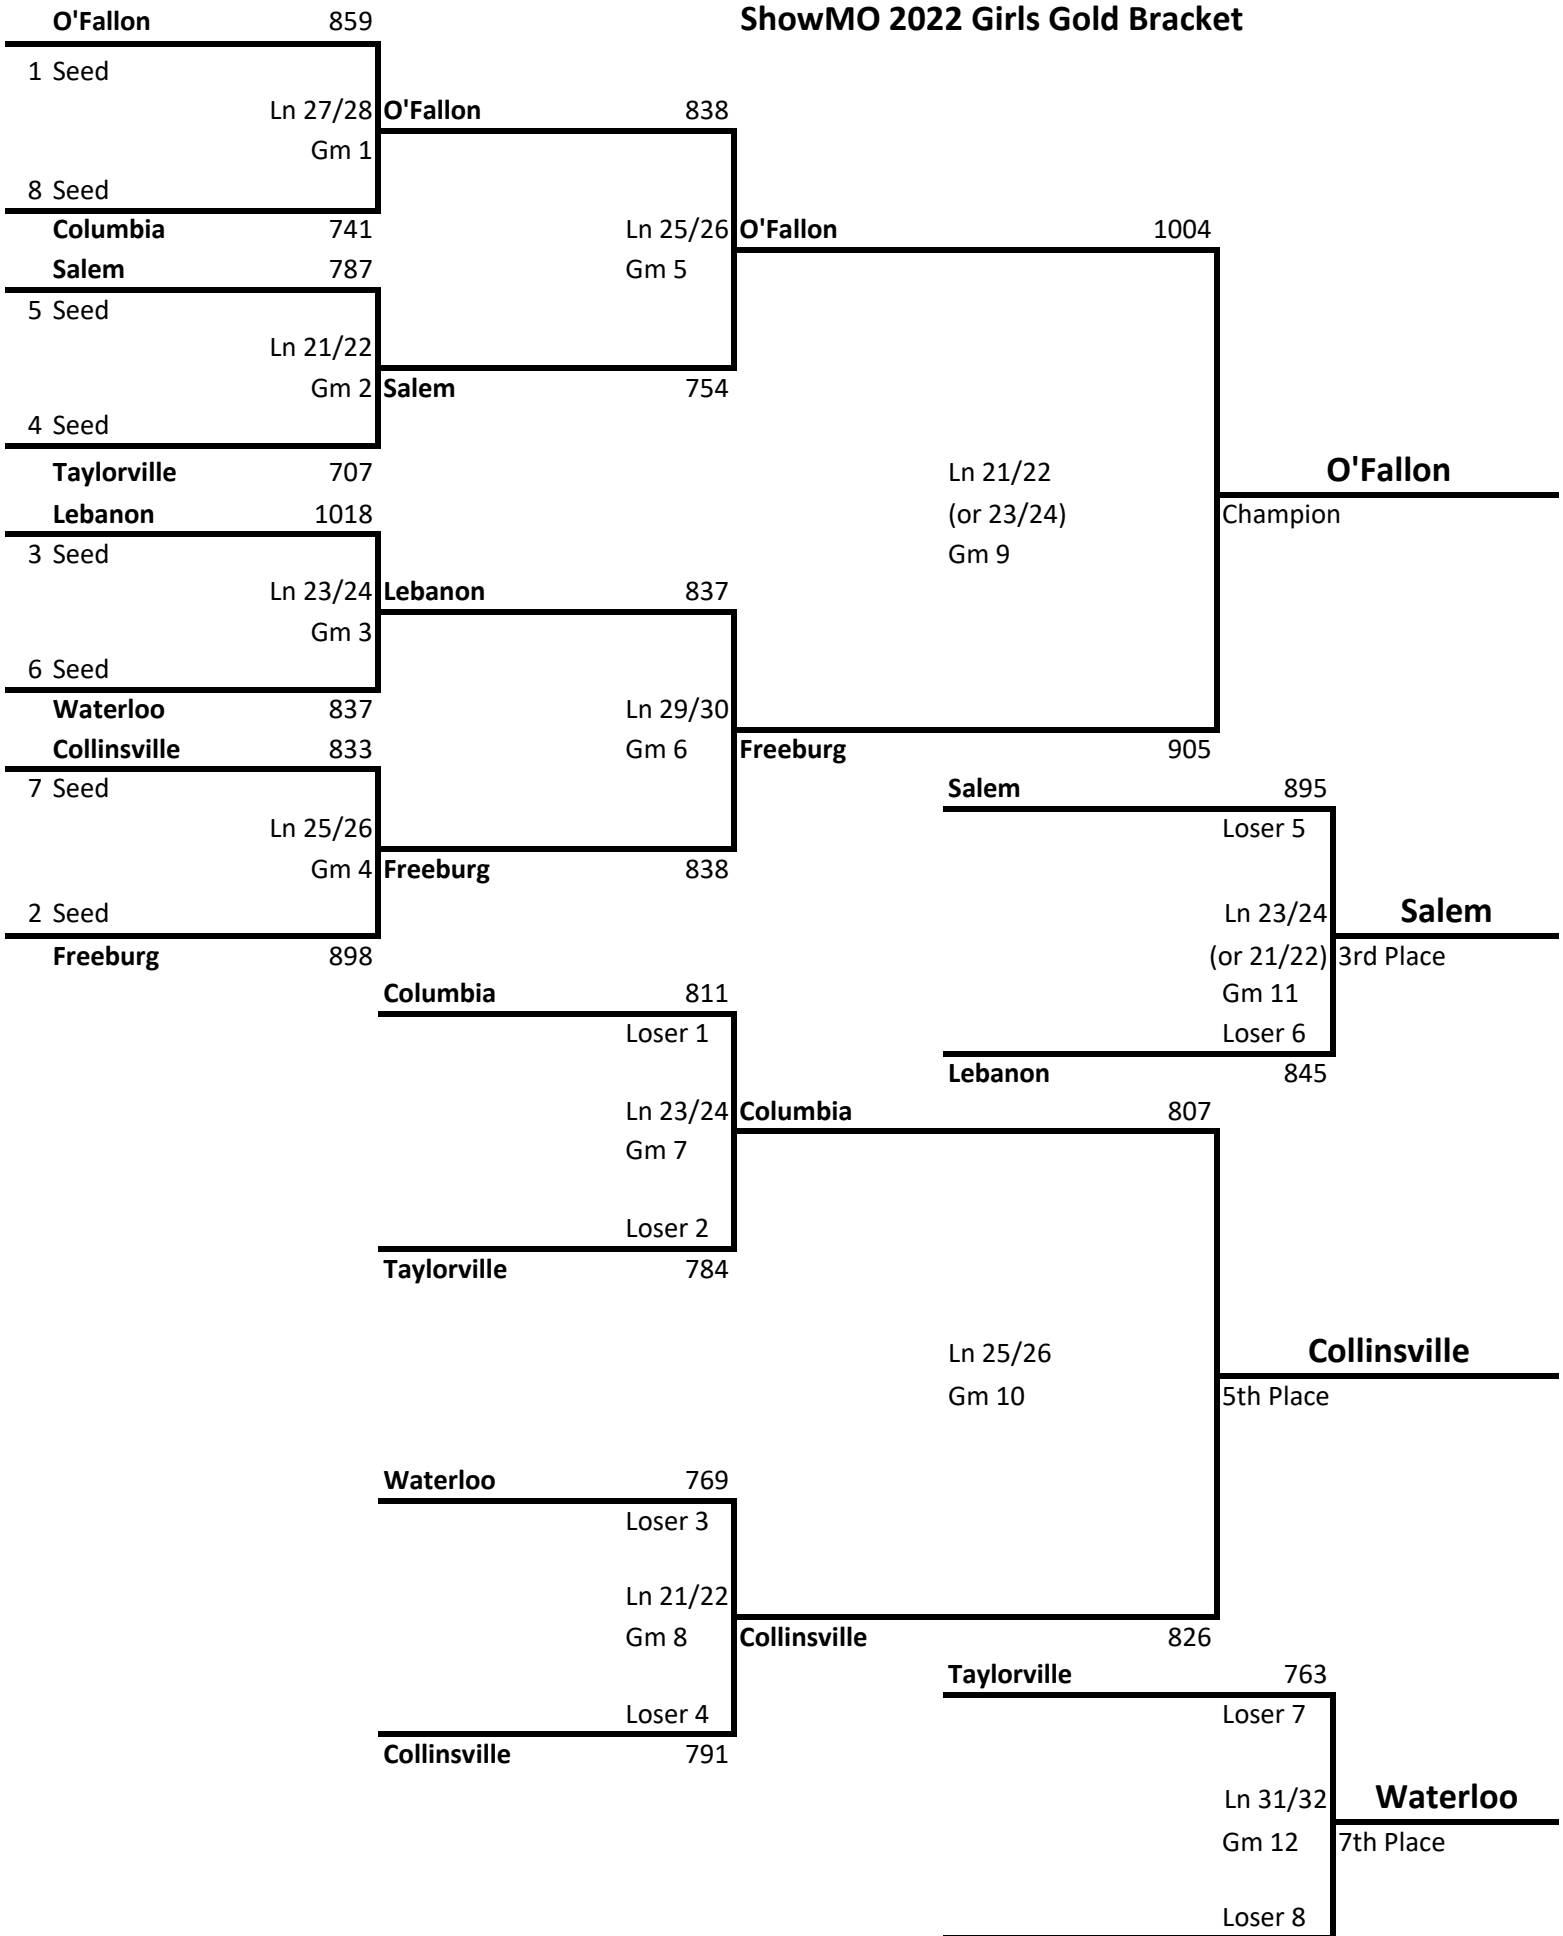 O'Fallon 859 ShowMO 2022 Girls Gold Bracket
1 Seed
Ln 27/28 O'Fallon 838
Gm 1
8 Seed
Columbia 741 Ln 25/26 O'Fallon 1004
Salem 787 Gm 5
5 Seed
Ln 21/22
Gm 2 Salem 754
4 Seed
Taylorville 707 Ln 21/22 O'Fallon
Lebanon 1018 (or 23/24) Champion
3 Seed Gm 9
Ln 23/24 Lebanon 837
Gm 3
6 Seed
Waterloo 837 Ln 29/30
Collinsville 833 Gm 6 Freeburg 905
7 Seed Salem 895
Ln 25/26 Loser 5
Gm 4 Freeburg 838
2 Seed Ln 23/24 Salem
Freeburg 898 (or 21/22) 3rd Place
Columbia 811 Gm 11
Loser 1 Loser 6
Lebanon 845
Ln 23/24 Columbia 807
Gm 7
Loser 2
Taylorville 784
Ln 25/26 Collinsville
Gm 10 5th Place
Waterloo 769
Loser 3
Ln 21/22
Gm 8 Collinsville 826
Taylorville 763
Loser 4 Loser 7
Collinsville 791
Ln 31/32 Waterloo
Gm 12 7th Place
Loser 8